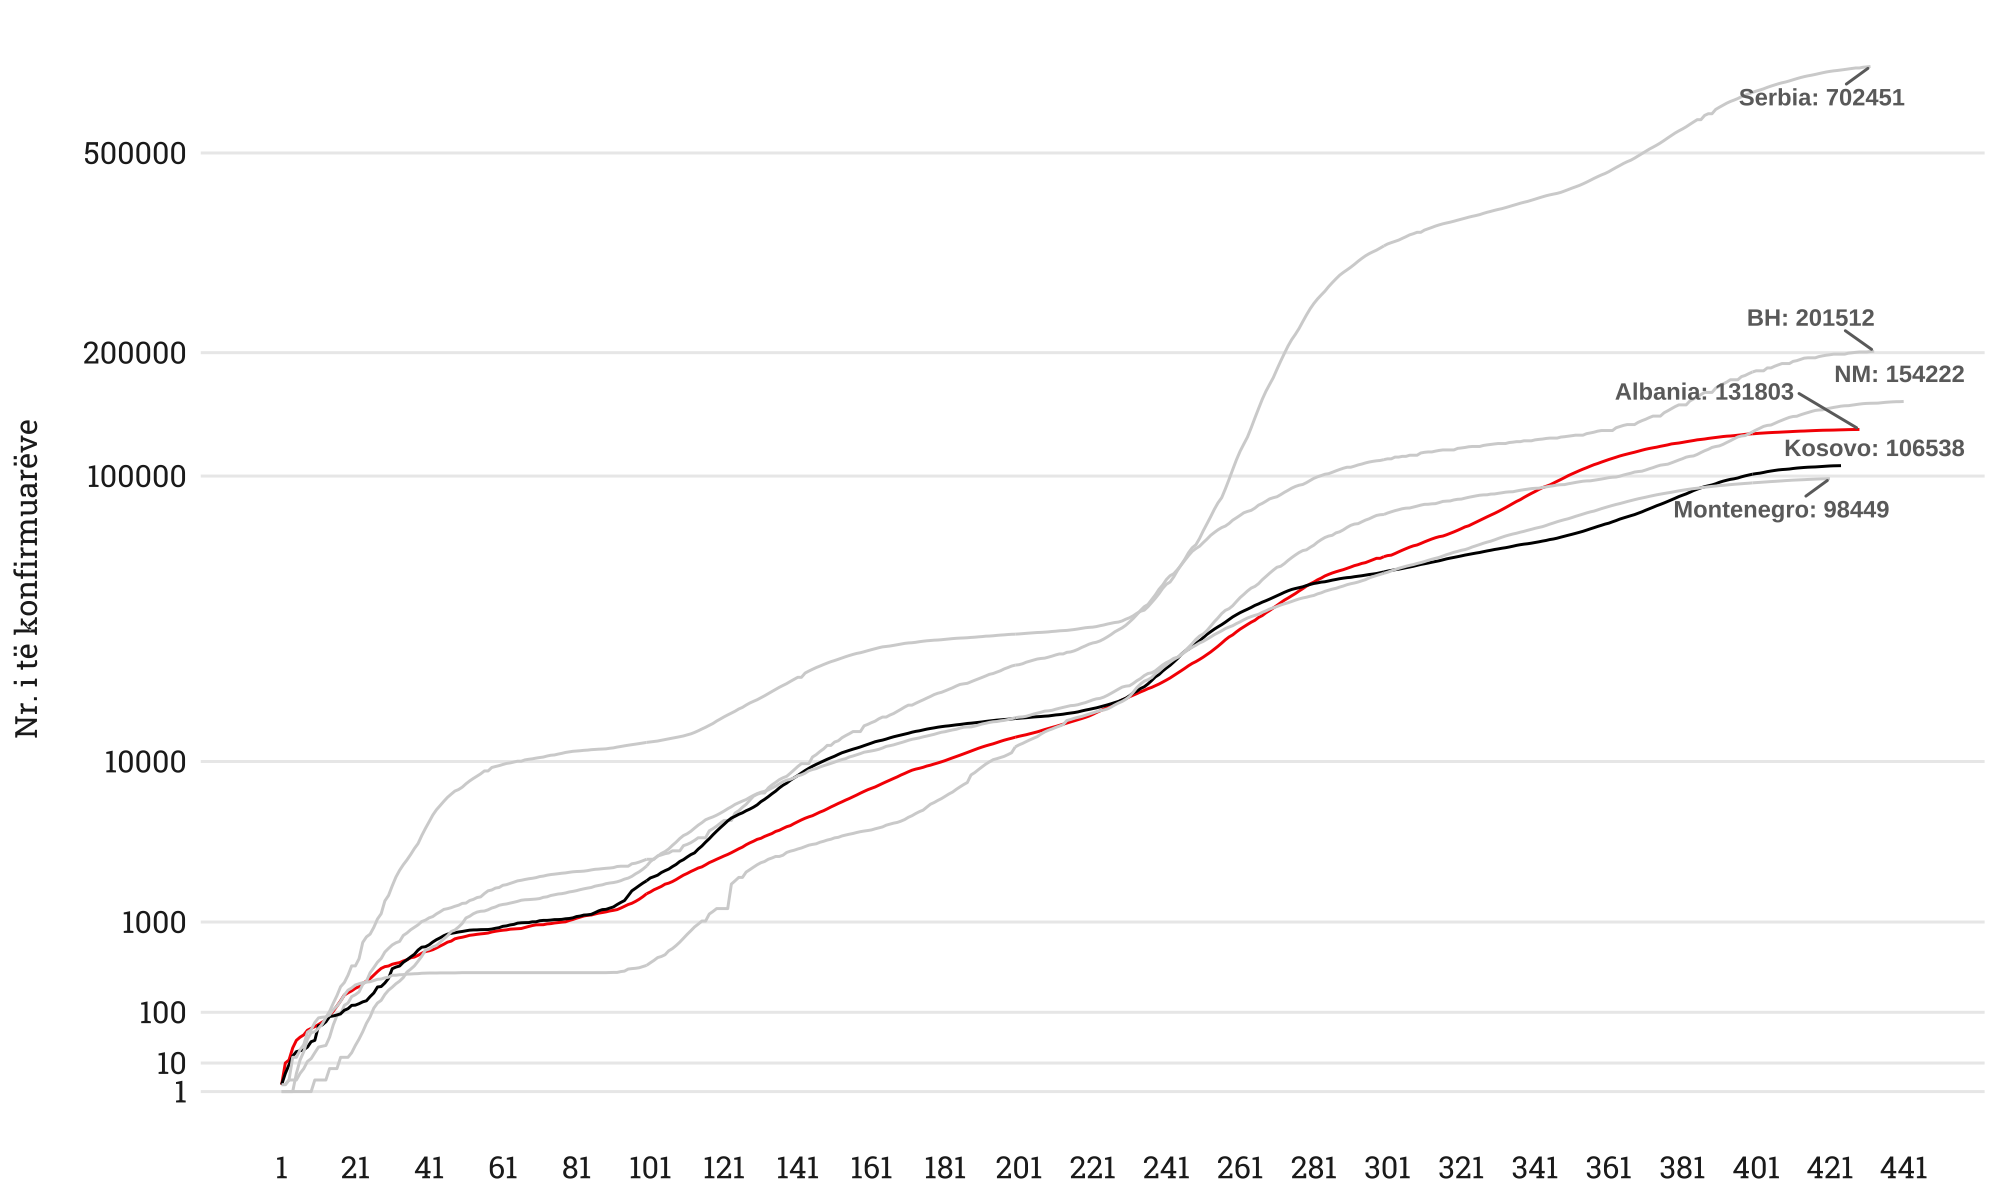 Nr. i të konfirmuarëve
500000
200000
100000
10000
1000
100
10
1
Serbia: 702451
BH: 201512
NM: 154222
Albania: 131803
Kosovo: 106538
Montenegro: 98449
1 21 41 61 81 101 121 141 161 181 201 221 241 261 281 301 321 341 361 381 401 421 441